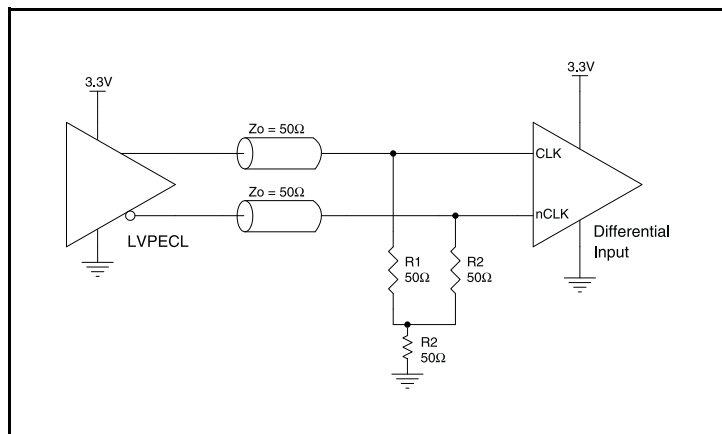 3.3V
3.3V
Zo = 50Ω
CLK
Zo = 50Ω
nCLK
LVPECL
Differential
Input
R1
50Ω
R2
50Ω
R2
50Ω